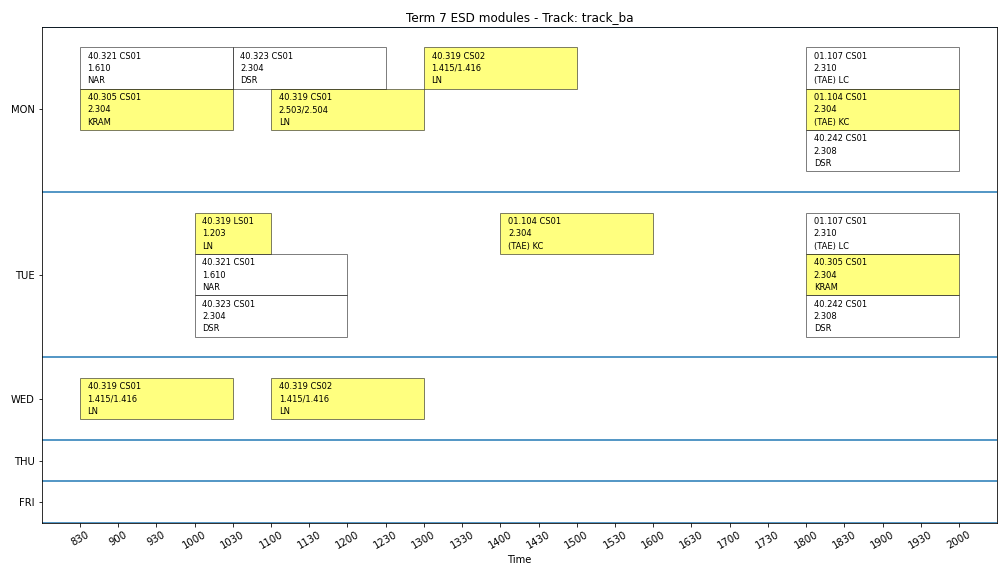 Term 7 ESD modules - Track: track_ba
MON
40.321 CS01
1.610
NAR
40.323 CS01
2.304
DSR
40.319 CS02
1.415/1.416
LN
01.107 CS01
2.310
(TAE) LC
40.305 CS01
2.304
KRAM
40.319 CS01
2.503/2.504
LN
01.104 CS01
2.304
(TAE) KC
40.242 CS01
2.308
DSR
TUE
40.319 LS01
1.203
LN
01.104 CS01
2.304
(TAE) KC
01.107 CS01
2.310
(TAE) LC
40.321 CS01
1.610
NAR
40.305 CS01
2.304
KRAM
40.323 CS01
2.304
DSR
40.242 CS01
2.308
DSR
WED
40.319 CS01
1.415/1.416
LN
40.319 CS02
1.415/1.416
LN
THU
FRI
830 900 930 1000 1030 1100 1130 1200 1230 1300 1330 1400 1430 1500 1530 1600 1630 1700 1730 1800 1830 1900 1930 2000
Time